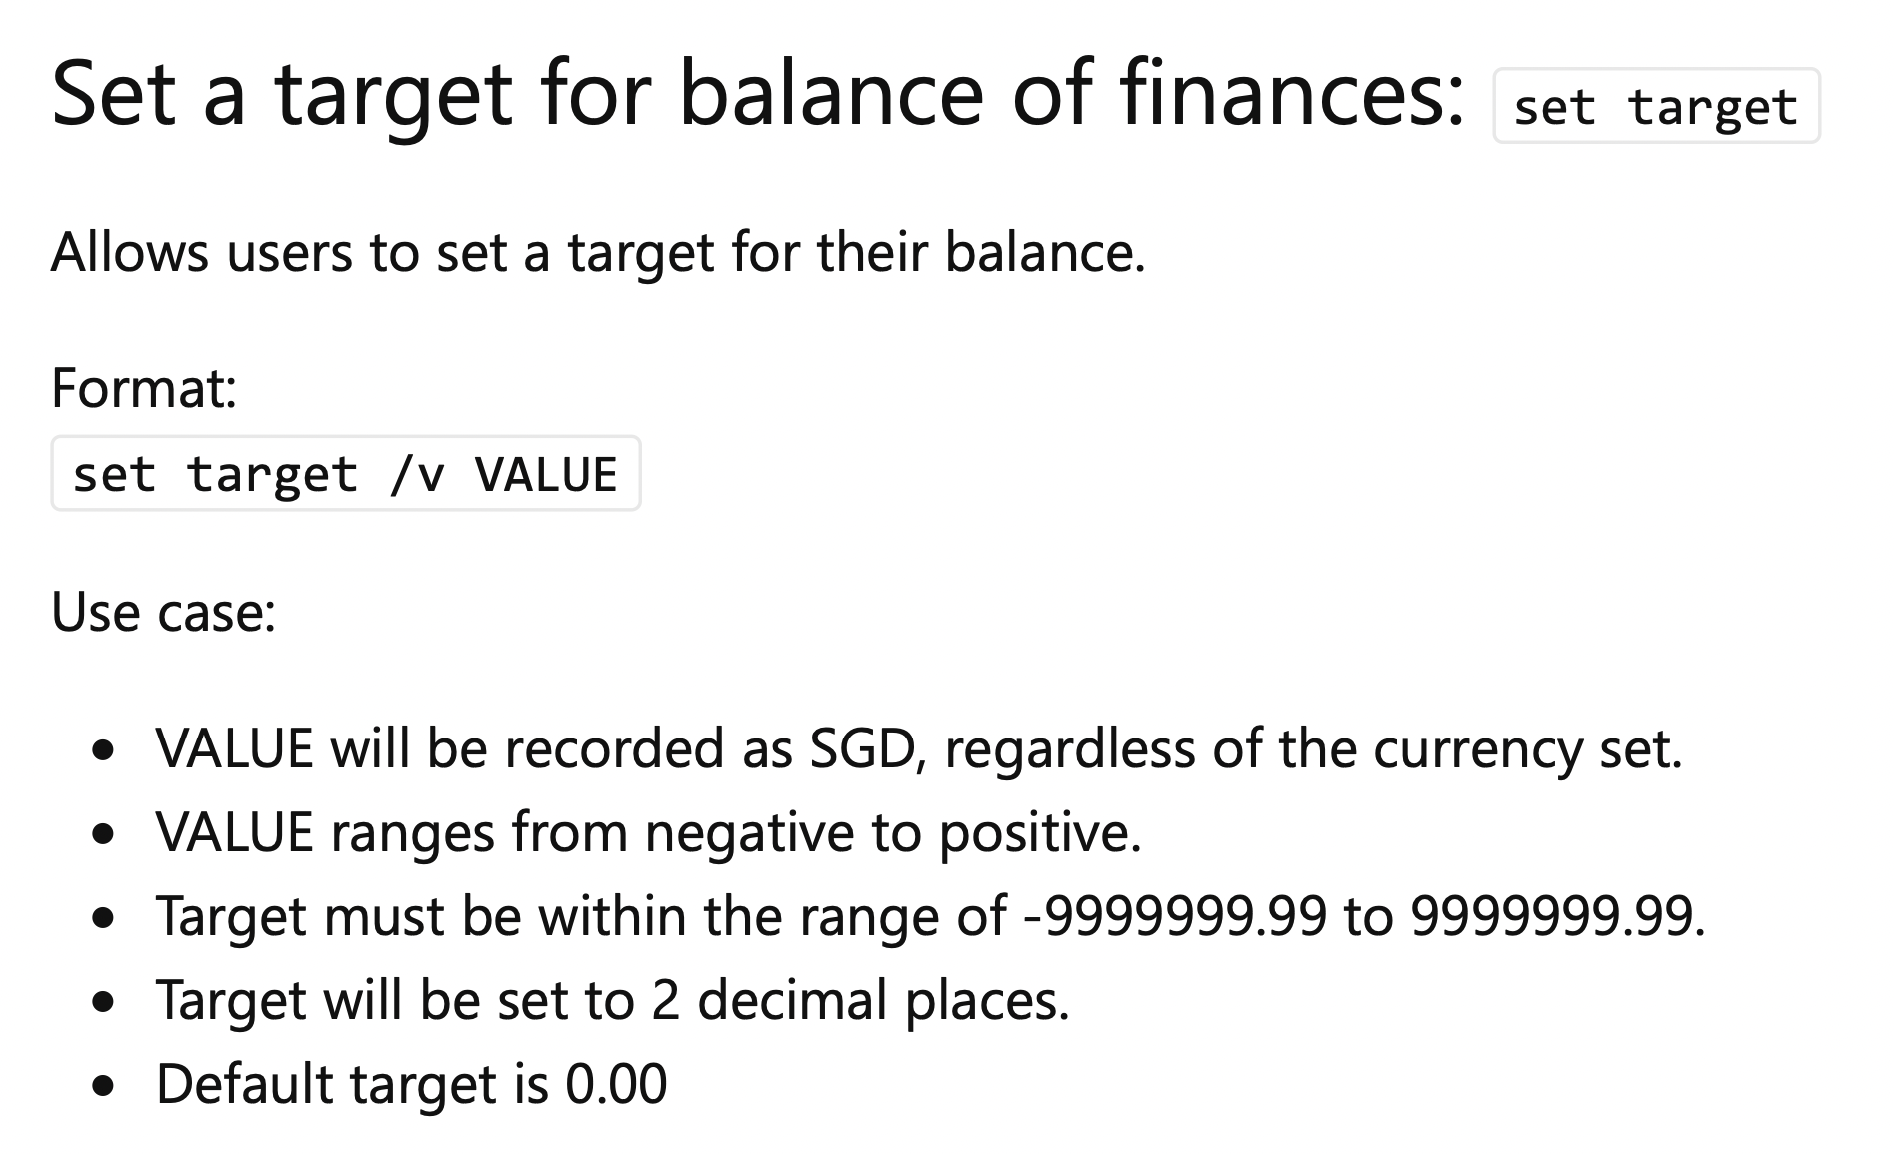 Set a target for balance of finances: set target
Allows users to set a target for their balance.
Format:
set target /v VALUE
Use case:
• VALUE will be recorded as SGD, regardless of the currency set.
• VALUE ranges from negative to positive.
• Target must be within the range of -9999999.99 to 9999999.99.
• Target will be set to 2 decimal places.
• Default target is 0.00